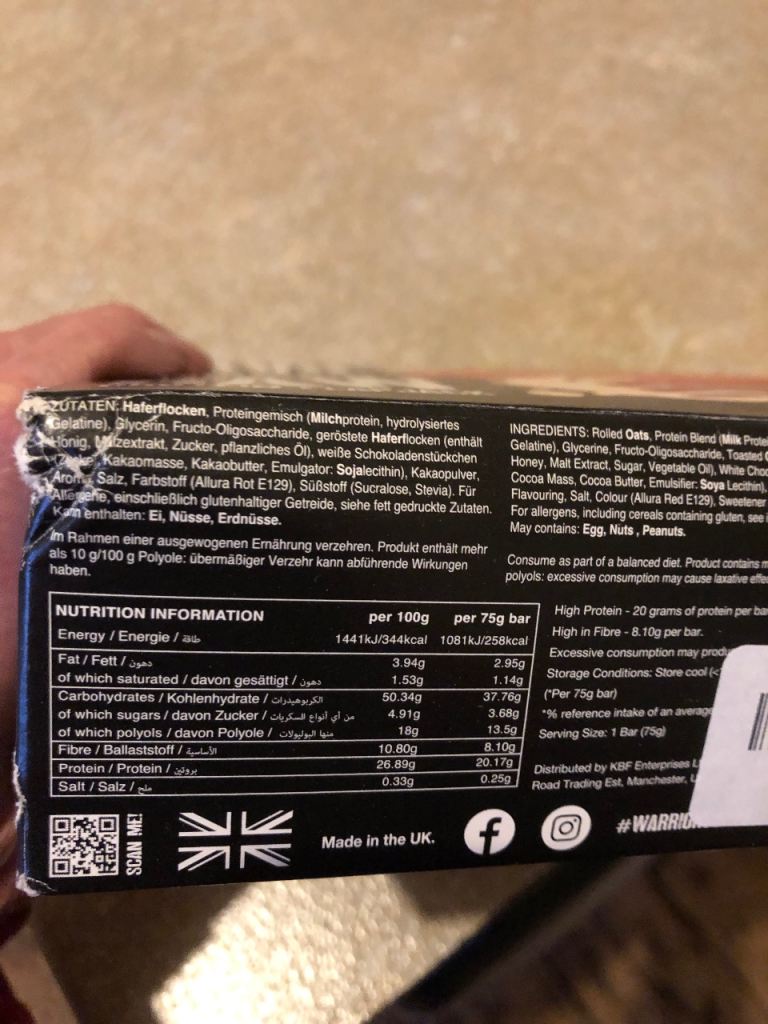 ZUTATEN: Haferflocken, Proteingemisch (Milchprotein, hydrolysiertes
Gelatine), Glycerin, Fructo-Oligosaccharide, geröstete Haferflocken (enthält
Honig, Malzextrakt, Zucker, pflanzliches Öl), weiße Schokoladenstückchen
Kakaomasse, Kakaobutter, Emulgator: Sojalecithin), Kakaopulver,
Salz, Farbstoff (Allura Rot E129), Süßstoff (Sucralose, Stevia). Für
Allergene, einschließlich glutenhaltiger Getreide, siehe fett gedruckte Zutaten.
Kann enthalten: Ei, Nüsse, Erdnüsse.
Im Rahmen einer ausgewogenen Ernährung verzehren. Produkt enthält mehr
als 10 g/100 g Polyole: übermäßiger Verzehr kann abführende Wirkungen
haben.
NUTRITION INFORMATION per 100g per 75g bar
Energy / Energie / طاقة 1441kJ/344kcal 1081kJ/258kcal
Fat / Fett / دهون 3.94g 2.95g
of which saturated / davon gesättigt / دهون 1.53g 1.14g
Carbohydrates / Kohlenhydrate / الكربوهيدرات 50.34g 37.76g
of which sugars / davon Zucker / من أي أنواع السكريات 4.91g 3.68g
of which polyols / davon Polyole / منها البوليولات 18g 13.5g
Fibre / Ballaststoff / الأساسية 10.80g 8.10g
Protein / Protein / بروتين 26.89g 20.17g
Salt / Salz / ملح 0.33g 0.25g
SCAN ME!
Made in the UK.
INGREDIENTS: Rolled Oats, Protein Blend (Milk
Gelatine), Glycerine, Fructo-Oligosaccharide, Toasted
Honey, Malt Extract, Sugar, Vegetable Oil), White
Cocoa Mass, Cocoa Butter, Emulsifier: Soya Lecithin),
Flavouring, Salt, Colour (Allura Red E129), Sweetener
For allergens, including cereals containing gluten, see
May contains: Egg, Nuts , Peanuts.
Consume as part of a balanced diet. Product contains
polyols: excessive consumption may cause laxative
High Protein - 20 grams of protein per
High in Fibre - 8.10g per bar.
Excessive consumption may
Storage Conditions: Store cool
(*Per 75g bar)
*% reference intake of an average
Serving Size: 1 Bar (75g)
Distributed by KBF Enterprises
Road Trading Est, Manchester,
#WARRIO